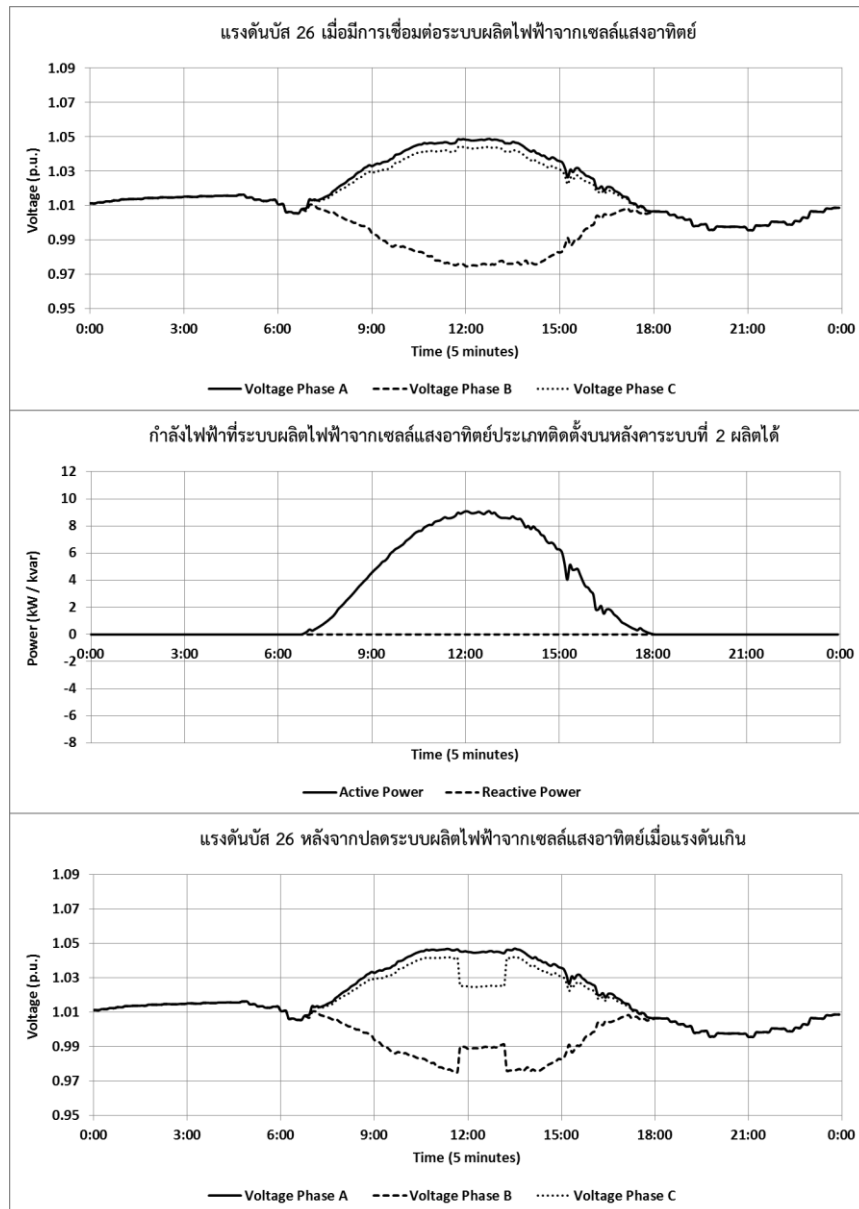 แรงดันบัส 26 เมื่อมีการเชื่อมต่อระบบผลิตไฟฟ้าจากเซลล์แสงอาทิตย์
1.09
1.07
1.05
1.03
1.01
0.99
0.97
0.95
Voltage (p.u.)
0:00 3:00 6:00 9:00 12:00 15:00 18:00 21:00 0:00
Time (5 minutes)
Voltage Phase A Voltage Phase B Voltage Phase C
กำลังไฟฟ้าที่ระบบผลิตไฟฟ้าจากเซลล์แสงอาทิตย์ประเภทติดตั้งบนหลังคาระบบที่ 2 ผลิตได้
12
10
8
6
4
2
0
-2
-4
-6
-8
Power (kW / kvar)
0:00 3:00 6:00 9:00 12:00 15:00 18:00 21:00 0:00
Time (5 minutes)
Active Power Reactive Power
แรงดันบัส 26 หลังจากปลดระบบผลิตไฟฟ้าจากเซลล์แสงอาทิตย์เมื่อแรงดันเกิน
1.09
1.07
1.05
1.03
1.01
0.99
0.97
0.95
Voltage (p.u.)
0:00 3:00 6:00 9:00 12:00 15:00 18:00 21:00 0:00
Time (5 minutes)
Voltage Phase A Voltage Phase B Voltage Phase C